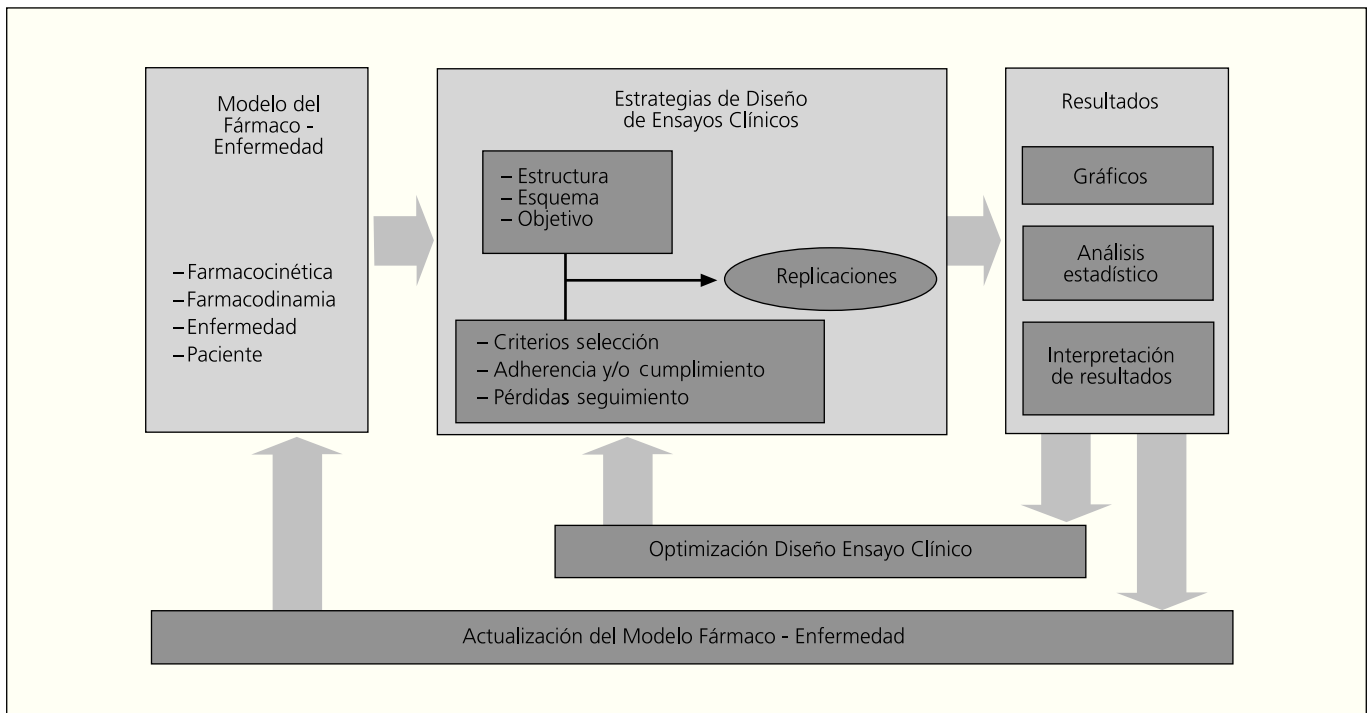 Modelo del
Fármaco -
Enfermedad
– Farmacocinética
– Farmacodinamia
– Enfermedad
– Paciente
Estrategias de Diseño
de Ensayos Clínicos
– Estructura
– Esquema
– Objetivo
Replicaciones
– Criterios selección
– Adherencia y/o cumplimiento
– Pérdidas seguimiento
Resultados
Gráficos
Análisis
estadístico
Interpretación
de resultados
Optimización Diseño Ensayo Clínico
Actualización del Modelo Fármaco - Enfermedad